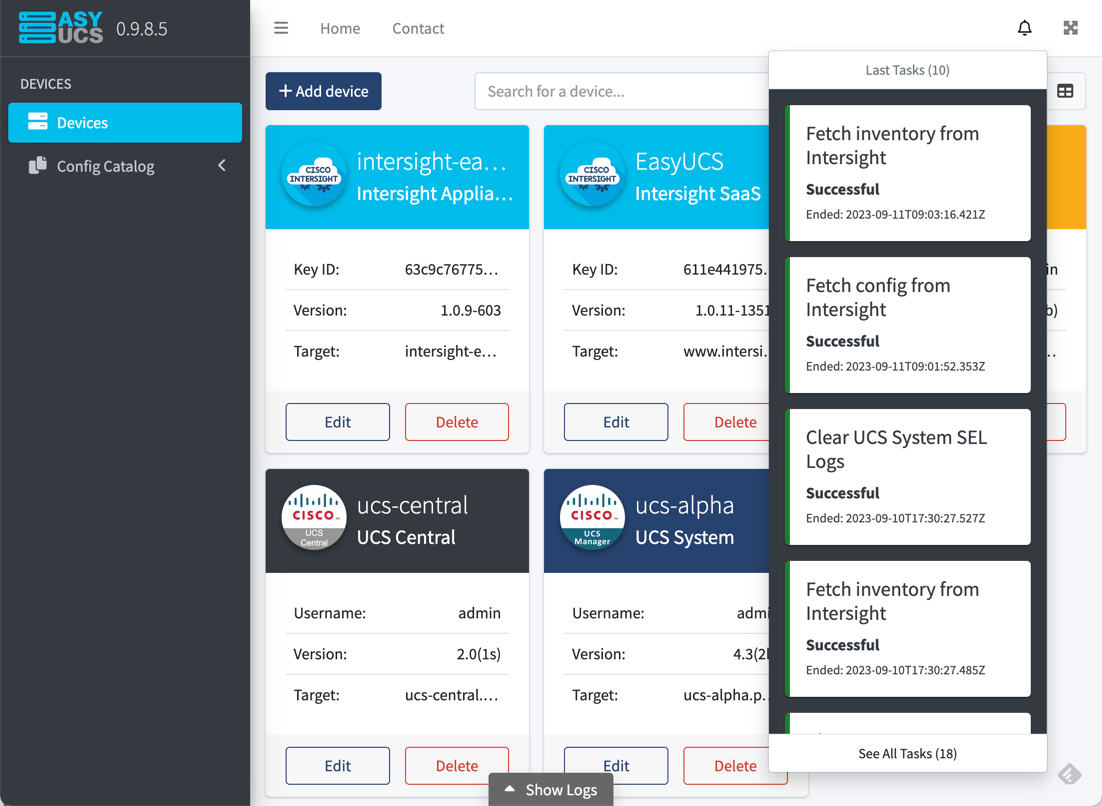 EASY
UCS
0.9.8.5
Home
Contact
DEVICES
Devices
Config Catalog
+ Add device
Search for a device...
CISCO
INTERSIGHT
intersight-ea...
Intersight Applia...
Key ID: 63c9c76775...
Version: 1.0.9-603
Target: intersight-e...
Edit
Delete
CISCO
INTERSIGHT
EasyUCS
Intersight SaaS
Key ID: 611e441975.
Version: 1.0.11-1351
Target: www.intersi.
Edit
Delete
in
b)
CISCO
UCS
Central
ucs-central
UCS Central
Username: admin
Version: 2.0(1s)
Target: ucs-central....
Edit
Delete
CISCO
UCS
Manager
ucs-alpha
UCS System
Username: admi
Version: 4.3(2
Target: ucs-alpha.p..
Edit
Delete
Last Tasks (10)
Fetch inventory from
Intersight
Successful
Ended: 2023-09-11T09:03:16.421Z
Fetch config from
Intersight
Successful
Ended: 2023-09-11T09:01:52.353Z
Clear UCS System SEL
Logs
Successful
Ended: 2023-09-10T17:30:27.527Z
Fetch inventory from
Intersight
Successful
Ended: 2023-09-10T17:30:27.485Z
See All Tasks (18)
Show Logs